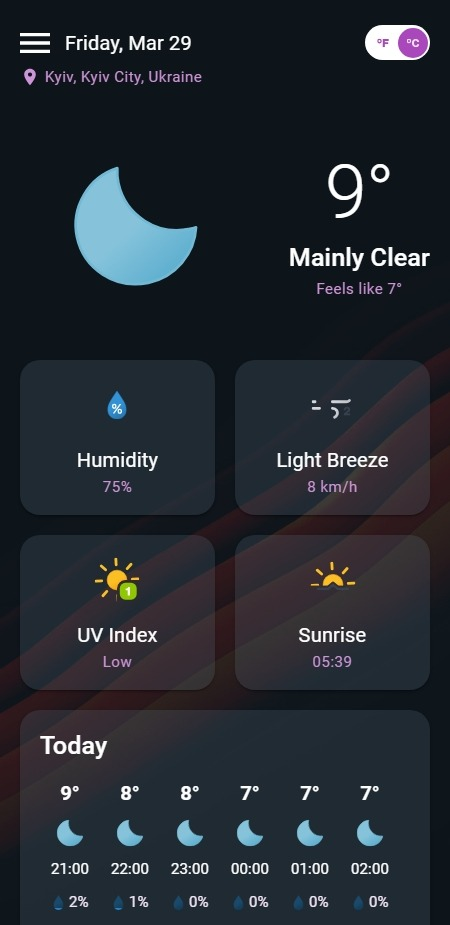 Friday, Mar 29
°F °C
Kyiv, Kyiv City, Ukraine
9°
Mainly Clear
Feels like 7°
%
2
Humidity
Light Breeze
75%
8 km/h
1
UV Index
Sunrise
Low
05:39
Today
9° 8° 8° 7° 7° 7°
21:00 22:00 23:00 00:00 01:00 02:00
2% 1% 0% 0% 0% 0%